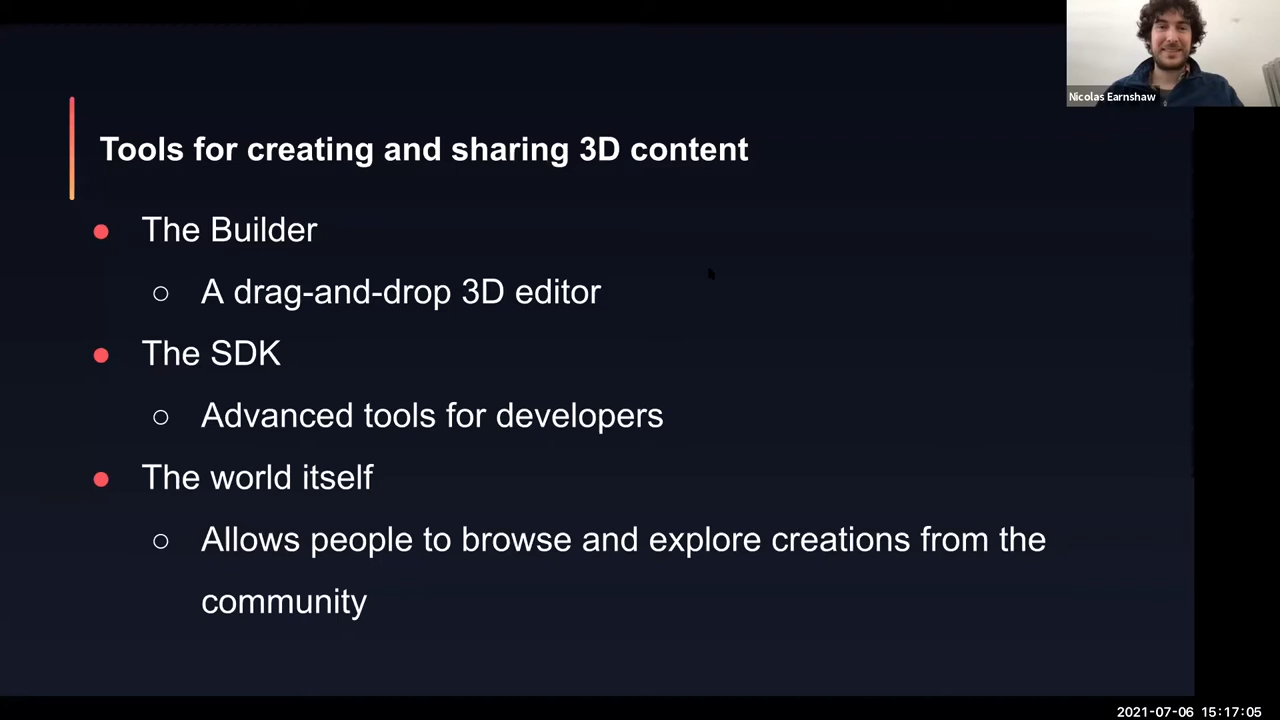 Nicolas Earnshaw
Tools for creating and sharing 3D content
● The Builder
○ A drag-and-drop 3D editor
● The SDK
○ Advanced tools for developers
● The world itself
○ Allows people to browse and explore creations from the
community
2021-07-06 15:17:05